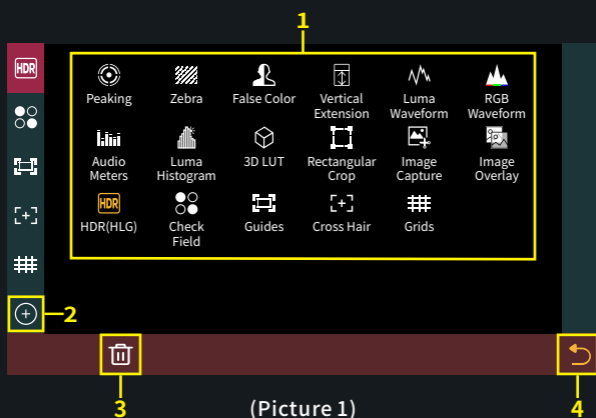 1
HDR
Peaking
Zebra
False Color
Vertical
Extension
Luma
Waveform
RGB
Waveform
Audio
Meters
Luma
Histogram
3D LUT
Rectangular
Crop
Image
Capture
Image
Overlay
HDR
HDR(HLG)
Check
Field
Guides
Cross Hair
Grids
2
3
(Picture 1)
4